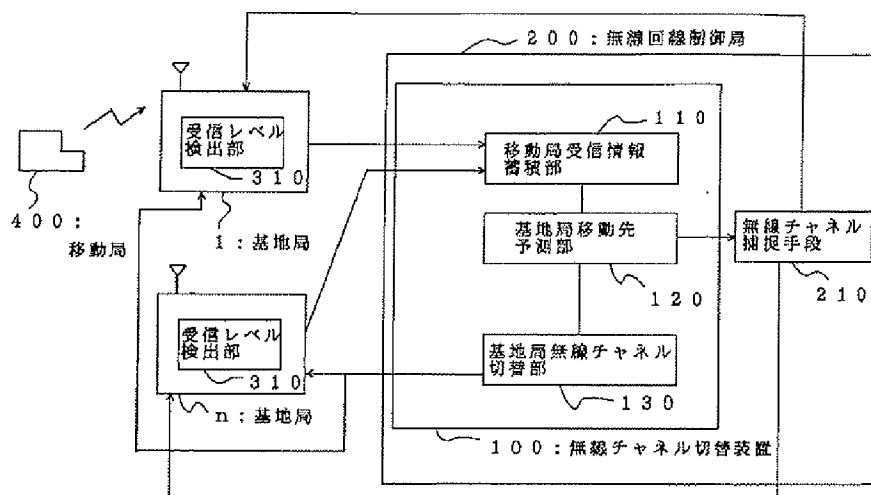 ２００：無線回線制御局
受信レベル
検出部
３１０
４００：
移動局
１：基地局
受信レベル
検出部
３１０
ｎ：基地局
１１０
移動局受信情報
蓄積部
基地局移動先
予測部
１２０
基地局無線チャネル
切替部
１３０
１００：無線チャネル切替装置
無線チャネル
捕捉手段
２１０